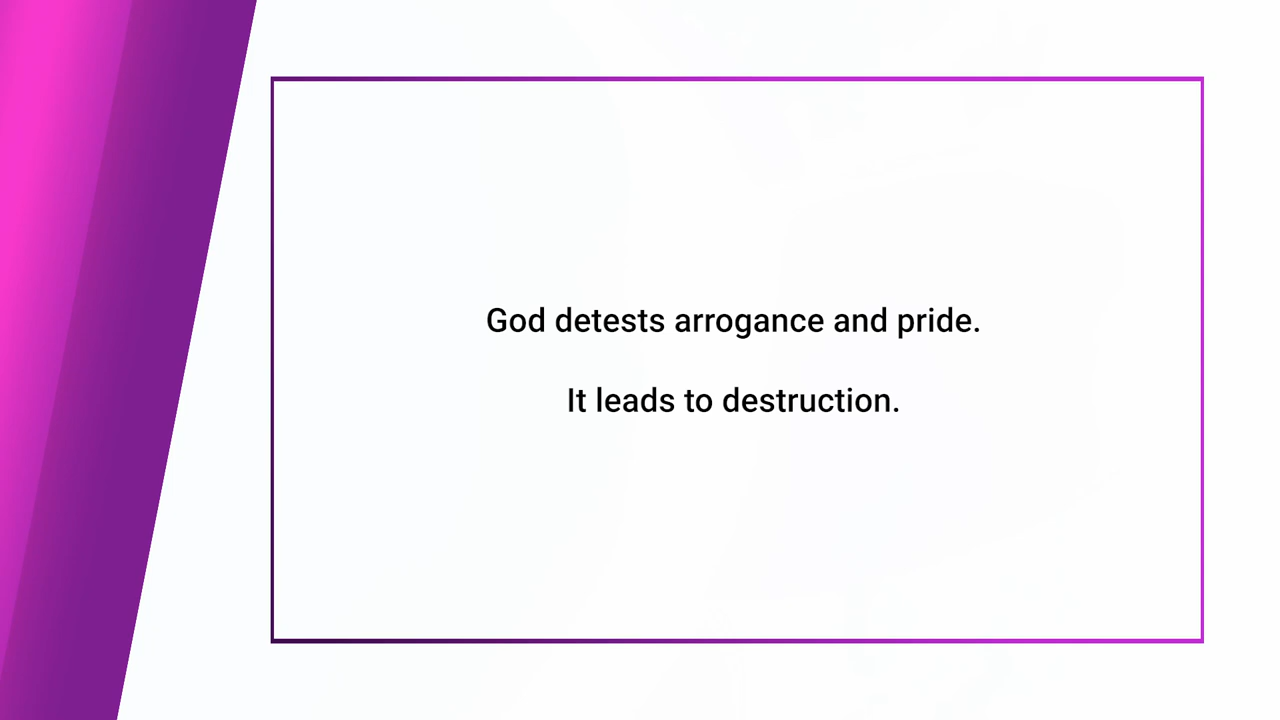 God detests arrogance and pride.
It leads to destruction.